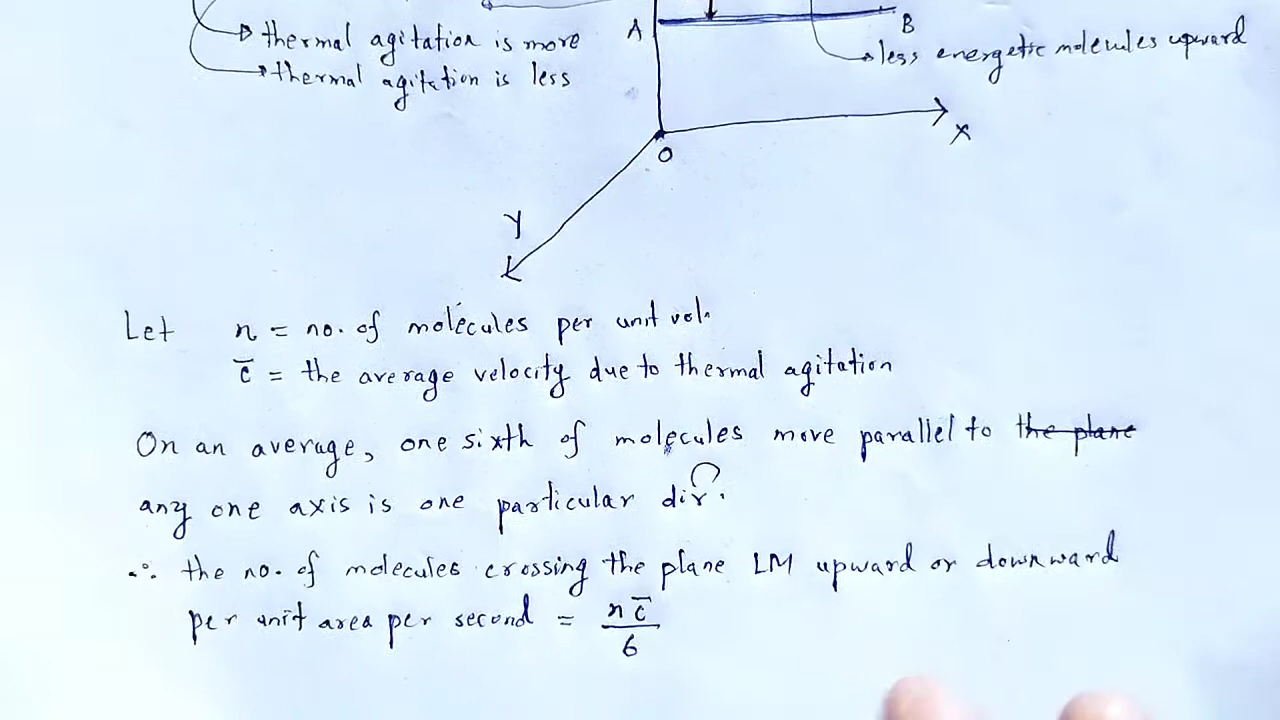 thermal agitation is more
thermal agitation is less
A
B
less energetic molecules upward
X
O
Y
Let n = no. of molecules per unit vol.
c̄ = the average velocity due to thermal agitation
On an average, one sixth of molecules move parallel to the plane
any one axis is one particular dir.
∴ the no. of molecules crossing the plane LM upward or downward
per unit area per second = n c̄ / 6